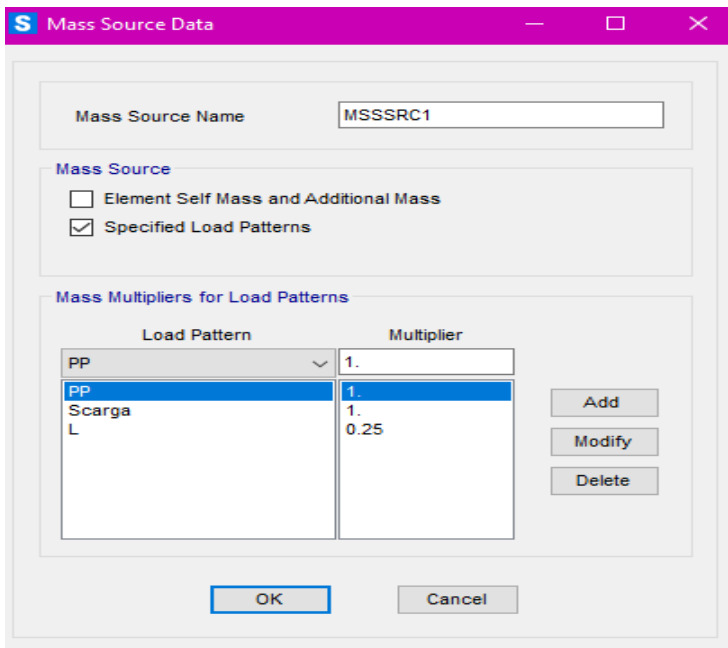 S Mass Source Data
Mass Source Name MSSSRC1
Mass Source
Element Self Mass and Additional Mass
Specified Load Patterns
Mass Multipliers for Load Patterns
Load Pattern Multiplier
PP 1.
PP 1.
Scarga 1.
L 0.25
Add
Modify
Delete
OK Cancel